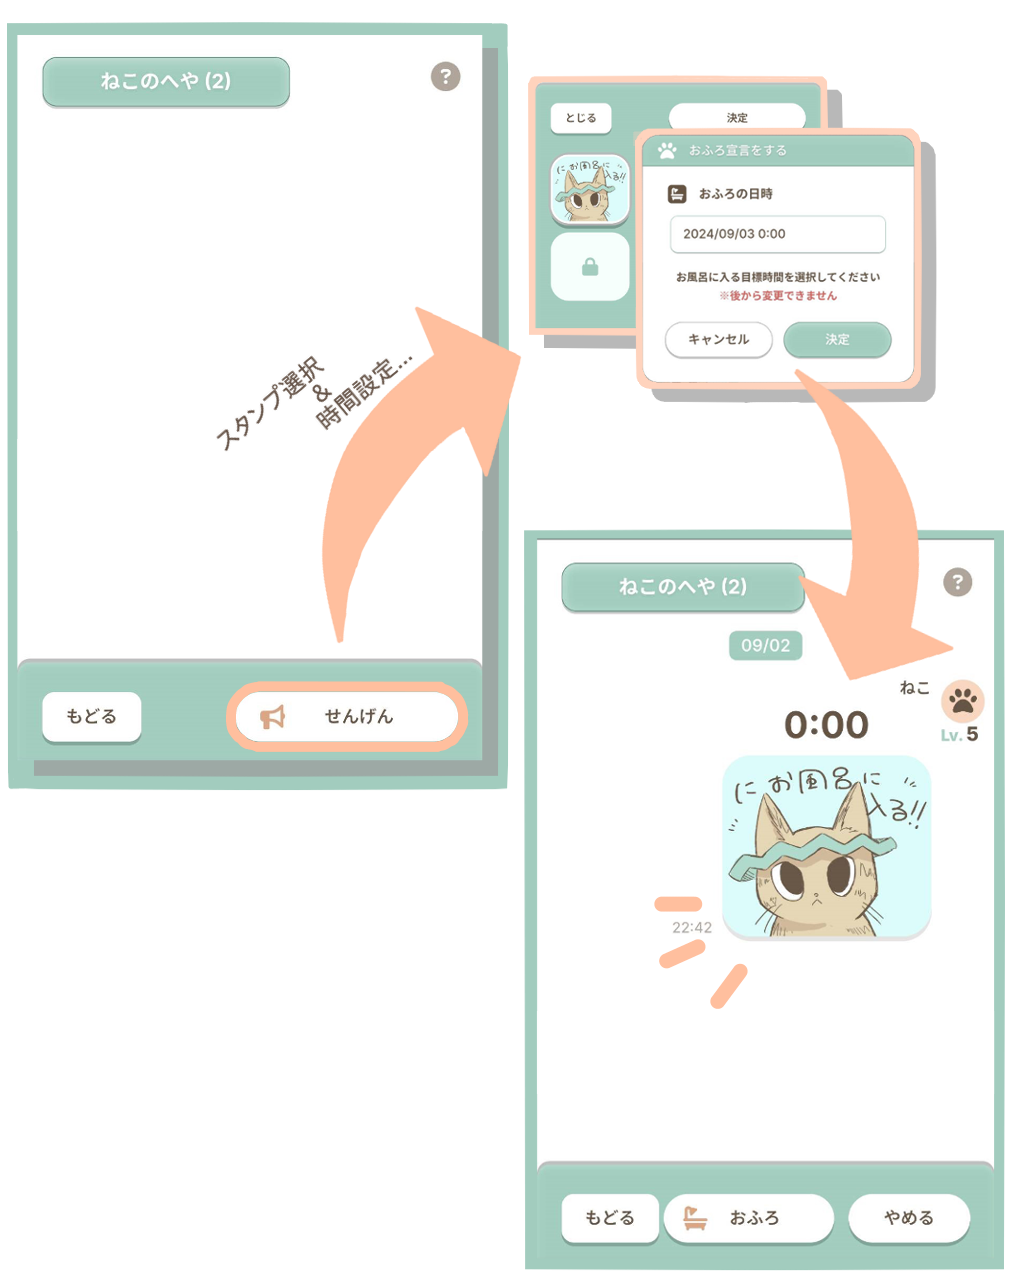 ねこのへや (2)
?
スタンプ選択
&
時間設定...
もどる
せんげん
とじる
決定
に お風呂に
入る!!
おふろ宣言をする
おふろの日時
2024/09/03 0:00
お風呂に入る目標時間を選択してください
※後から変更できません
キャンセル
決定
ねこのへや (2)
?
09/02
ねこ
Lv. 5
0:00
に お風呂に
入る!!
22:42
もどる
おふろ
やめる